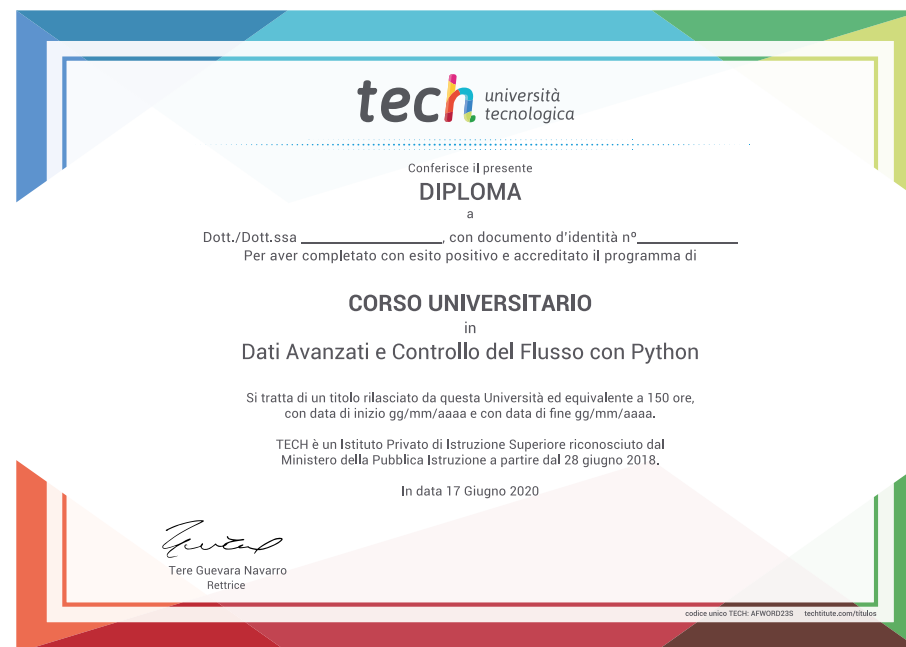 tech università
tecnologica
Conferisce il presente
DIPLOMA
a
Dott./Dott.ssa ________________, con documento d'identità nº____________
Per aver completato con esito positivo e accreditato il programma di
CORSO UNIVERSITARIO
in
Dati Avanzati e Controllo del Flusso con Python
Si tratta di un titolo rilasciato da questa Università ed equivalente a 150 ore,
con data di inizio gg/mm/aaaa e con data di fine gg/mm/aaaa.
TECH è un Istituto Privato di Istruzione Superiore riconosciuto dal
Ministero della Pubblica Istruzione a partire dal 28 giugno 2018.
In data 17 Giugno 2020
Tere Guevara Navarro
Rettrice
codice unico TECH: AFWORD23S techtitute.com/títulos